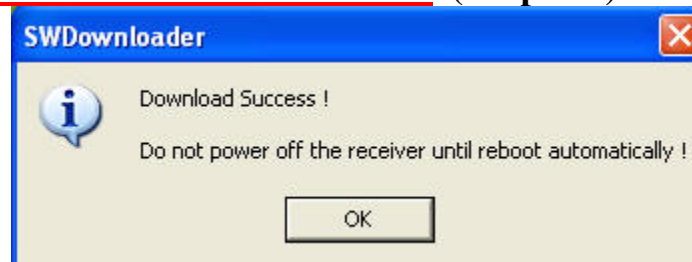 SWDownloader
Download Success !
Do not power off the receiver until reboot automatically !
OK